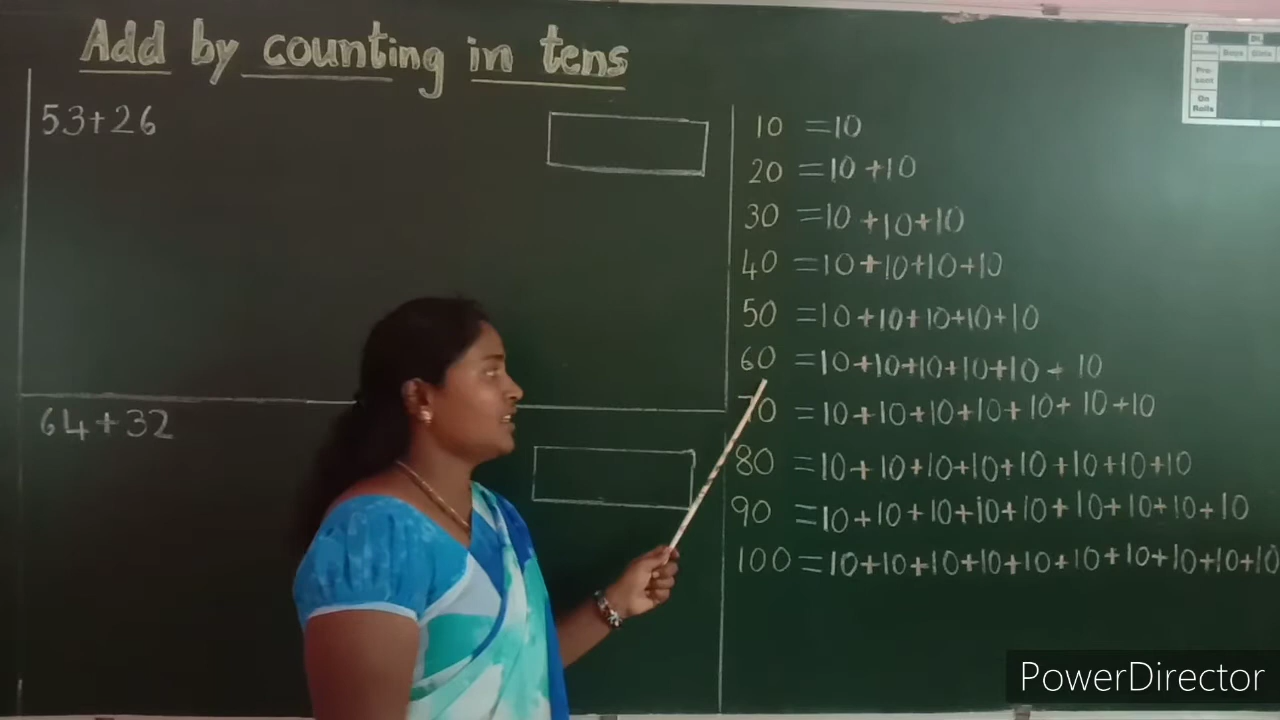 Add by counting in tens
53+26
64+32
10 =10
20 =10+10
30 =10+10+10
40 =10+10+10+10
50 =10+10+10+10+10
60 =10+10+10+10+10+10
70 =10+10+10+10+10+10+10
80 =10+10+10+10+10+10+10+10
90 =10+10+10+10+10+10+10+10+10
100 =10+10+10+10+10+10+10+10+10+10
Boys Girls
Pre-
sent
On
Rolls
PowerDirector